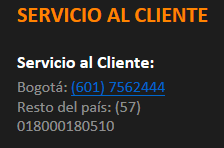 SERVICIO AL CLIENTE
Servicio al Cliente:
Bogotá: (601) 7562444
Resto del país: (57)
018000180510